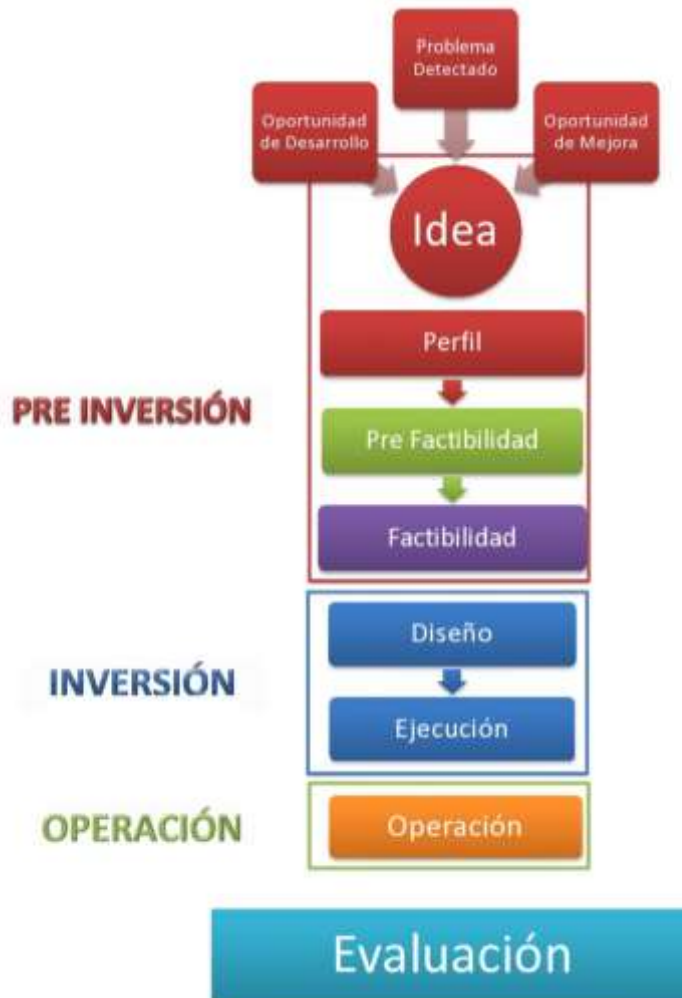 Problema
Detectado
Oportunidad
de Desarrollo
Oportunidad
de Mejora
Idea
Perfil
PRE INVERSIÓN
Pre Factibilidad
Factibilidad
Diseño
INVERSIÓN
Ejecución
OPERACIÓN
Operación
Evaluación